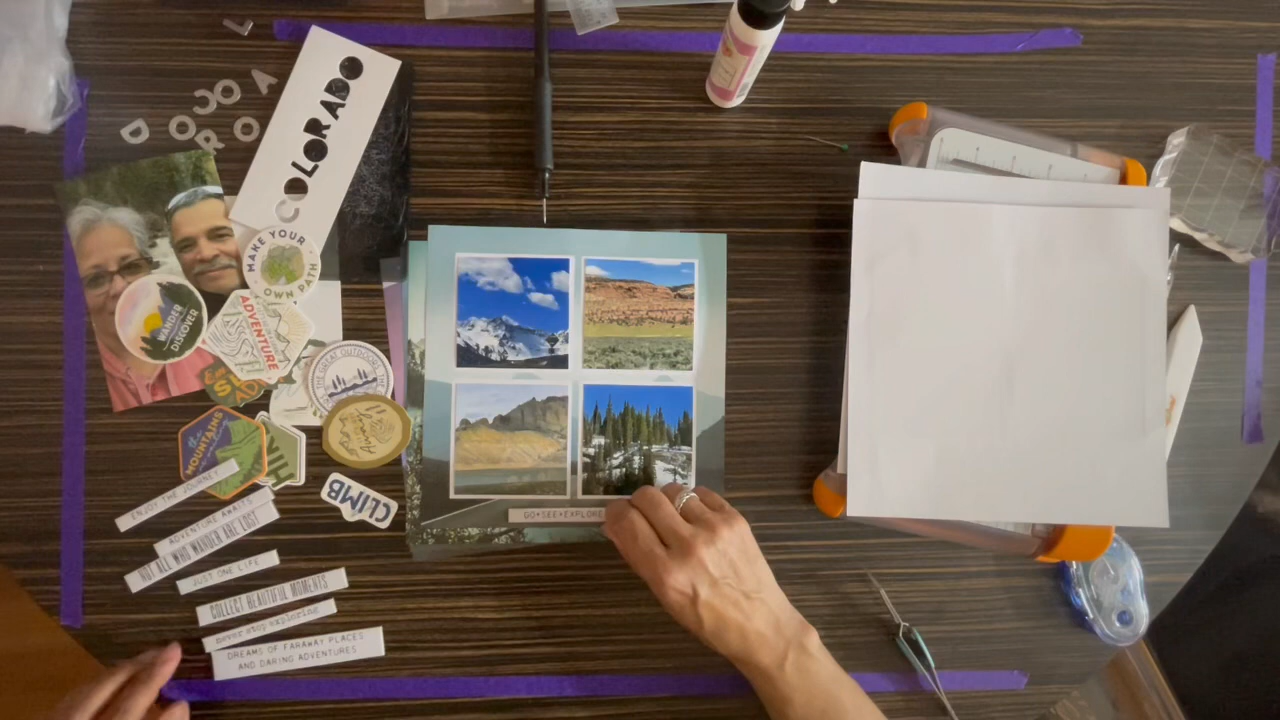 COLORADO
MAKE YOUR
OWN PATH
WANDER
DISCOVER
ADVENTURE
THE GREAT OUTDOORS
the
MOUNTAINS
CLIMB
GO•SEE•EXPLORE
ENJOY THE JOURNEY
ADVENTURE AWAITS
NOT ALL WHO WANDER ARE LOST
JUST ONE LIFE
COLLECT BEAUTIFUL MOMENTS
never stop exploring
DREAMS OF FARAWAY PLACES
AND DARING ADVENTURES